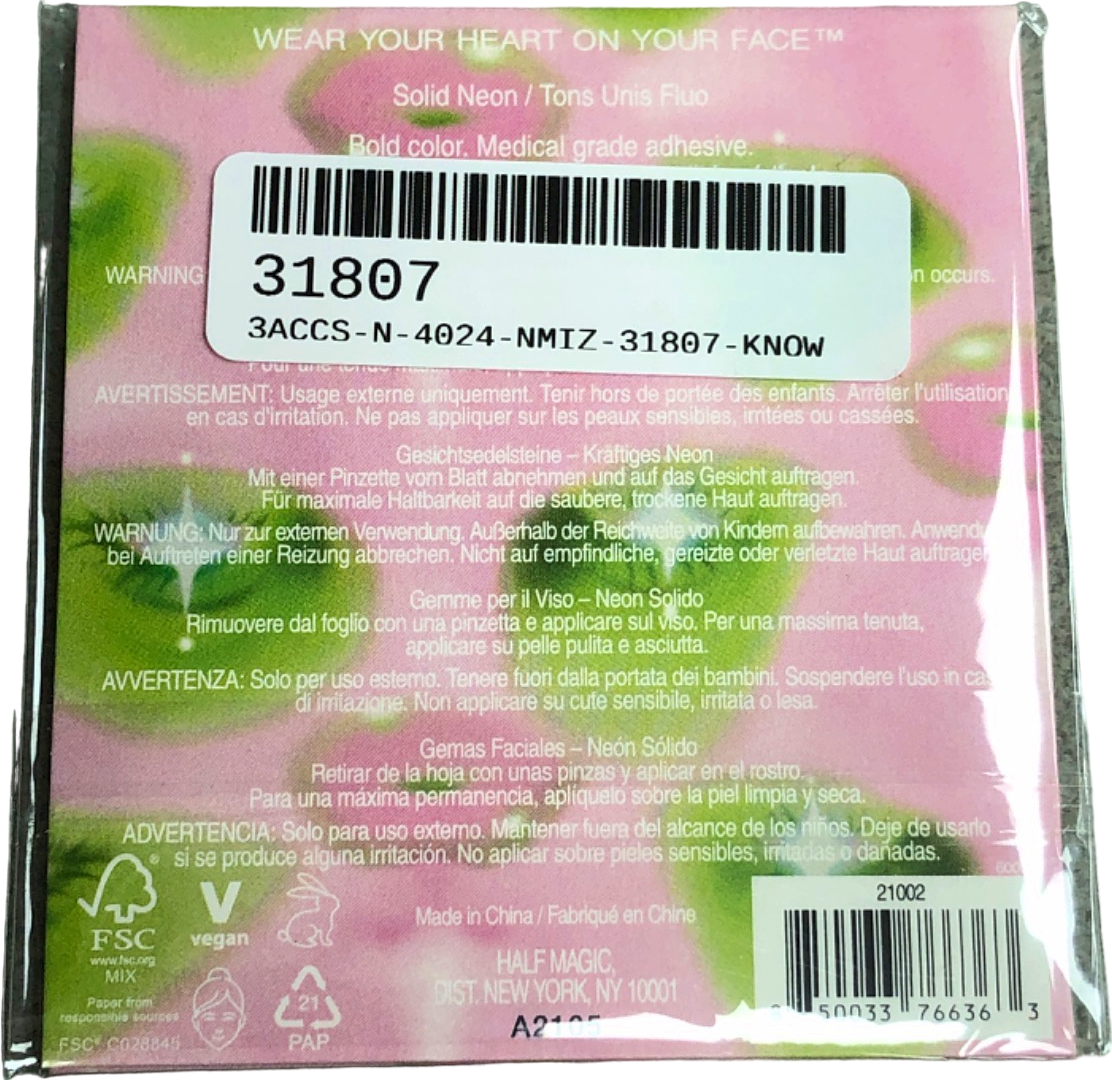 WEAR YOUR HEART ON YOUR FACE™
Solid Neon / Tons Unis Fluo
Bold color. Medical grade adhesive.
31807
3ACCS-N-4024-NMIZ-31807-KNOW
WARNING
occurs.
Pour une
AVERTISSEMENT: Usage externe uniquement. Tenir hors de portée des enfants. Arrêter l'utilisation
en cas d'irritation. Ne pas appliquer sur les peaux sensibles, irritées ou cassées.
Gesichtsedelsteine – Kräftiges Neon
Mit einer Pinzette vom Blatt abnehmen und auf das Gesicht auftragen.
Für maximale Haltbarkeit auf die saubere, trockene Haut auftragen.
WARNUNG: Nur zur externen Verwendung. Außerhalb der Reichweite von Kindern aufbewahren. Anwendu
bei Auftreten einer Reizung abbrechen. Nicht auf empfindliche, gereizte oder verletzte Haut auftragen
Gemme per il Viso – Neon Solido
Rimuovere dal foglio con una pinzetta e applicare sul viso. Per una massima tenuta,
applicare su pelle pulita e asciutta.
AVVERTENZA: Solo per uso esterno. Tenere fuori dalla portata dei bambini. Sospendere l'uso in cas
di irritazione. Non applicare su cute sensibile, irritata o lesa.
Gemas Faciales – Neón Sólido
Retirar de la hoja con unas pinzas y aplicar en el rostro.
Para una máxima permanencia, aplíquelo sobre la piel limpia y seca.
ADVERTENCIA: Solo para uso externo. Mantener fuera del alcance de los niños. Deje de usarlo
si se produce alguna irritación. No aplicar sobre pieles sensibles, irritadas o dañadas.
FSC®
www.fsc.org
MIX
Paper from
responsible sources
FSC® C028845
V
vegan
21
PAP
Made in China / Fabriqué en Chine
HALF MAGIC,
DIST. NEW YORK, NY 10001
A2105
21002
8 50033 76636 3